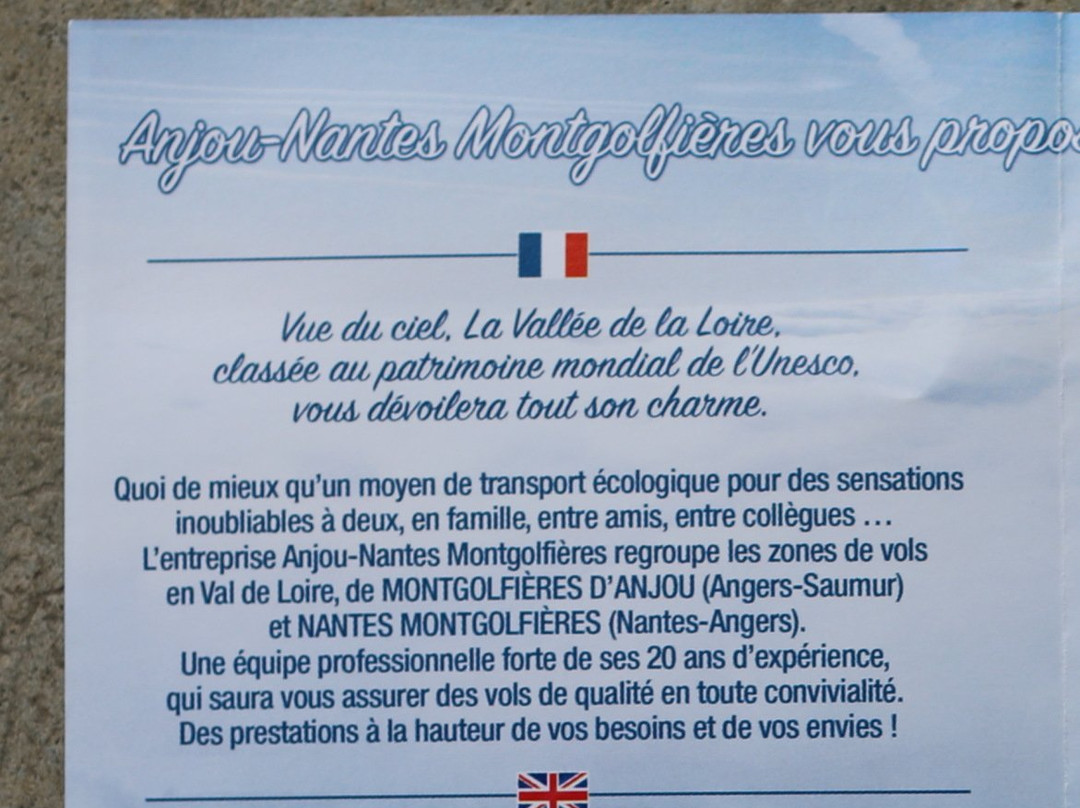 Anjou-Nantes Montgolfières vous
Vue du ciel, La Vallée de la Loire,
classée au patrimoine mondial de l'Unesco,
vous dévoilera tout son charme.
Quoi de mieux qu'un moyen de transport écologique pour des sensations
inoubliables à deux, en famille, entre amis, entre collègues ...
L'entreprise Anjou-Nantes Montgolfières regroupe les zones de vols
en Val de Loire, de MONTGOLFIÈRES D'ANJOU (Angers-Saumur)
et NANTES MONTGOLFIÈRES (Nantes-Angers).
Une équipe professionnelle forte de ses 20 ans d'expérience,
qui saura vous assurer des vols de qualité en toute convivialité.
Des prestations à la hauteur de vos besoins et de vos envies !